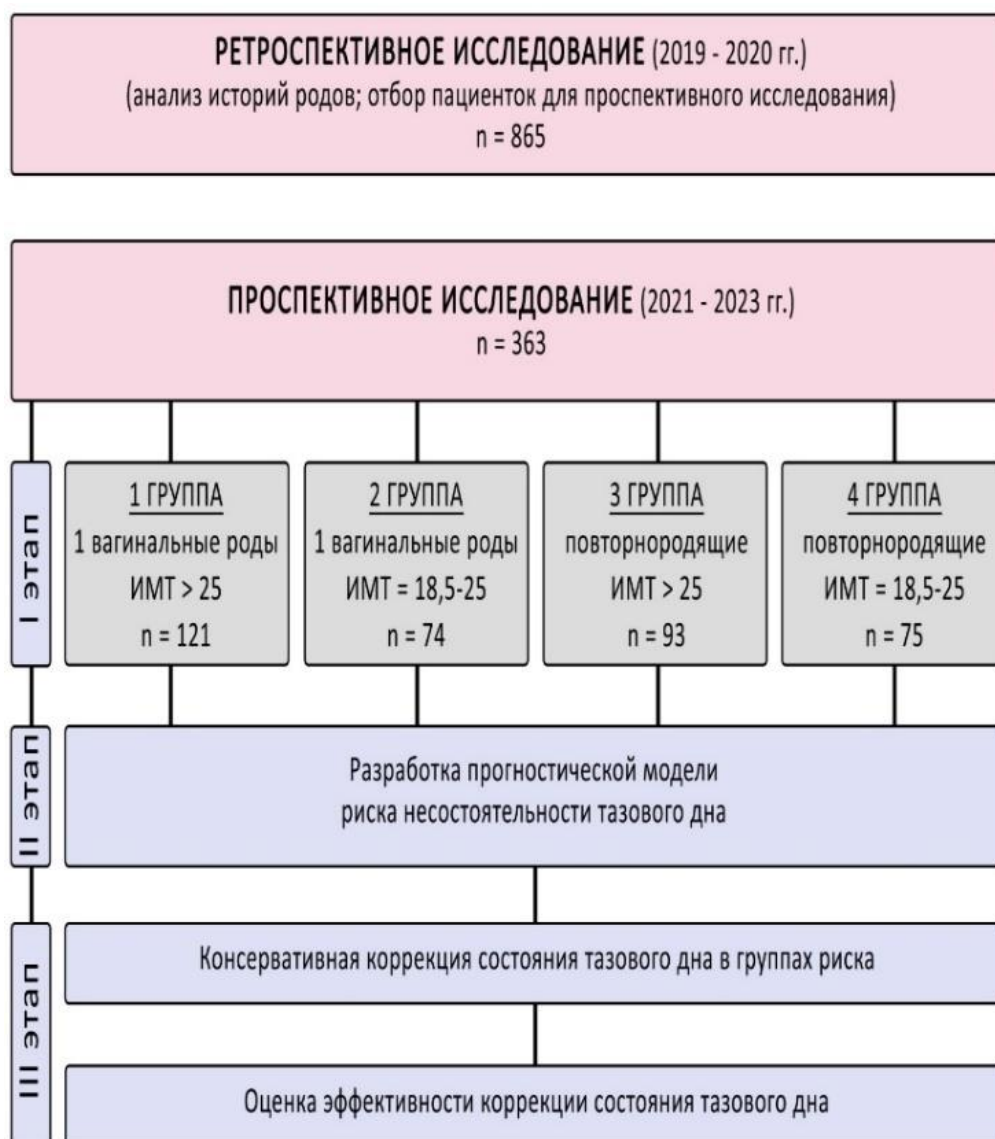 РЕТРОСПЕКТИВНОЕ ИССЛЕДОВАНИЕ (2019 - 2020 гг.)
(анализ историй родов; отбор пациенток для проспективного исследования)
n = 865
ПРОСПЕКТИВНОЕ ИССЛЕДОВАНИЕ (2021 - 2023 гг.)
n = 363
I этап
1 ГРУППА
1 вагинальные роды
ИМТ > 25
n = 121
2 ГРУППА
1 вагинальные роды
ИМТ = 18,5-25
n = 74
3 ГРУППА
повторнородящие
ИМТ > 25
n = 93
4 ГРУППА
повторнородящие
ИМТ = 18,5-25
n = 75
II этап
Разработка прогностической модели
риска несостоятельности тазового дна
III этап
Консервативная коррекция состояния тазового дна в группах риска
Оценка эффективности коррекции состояния тазового дна